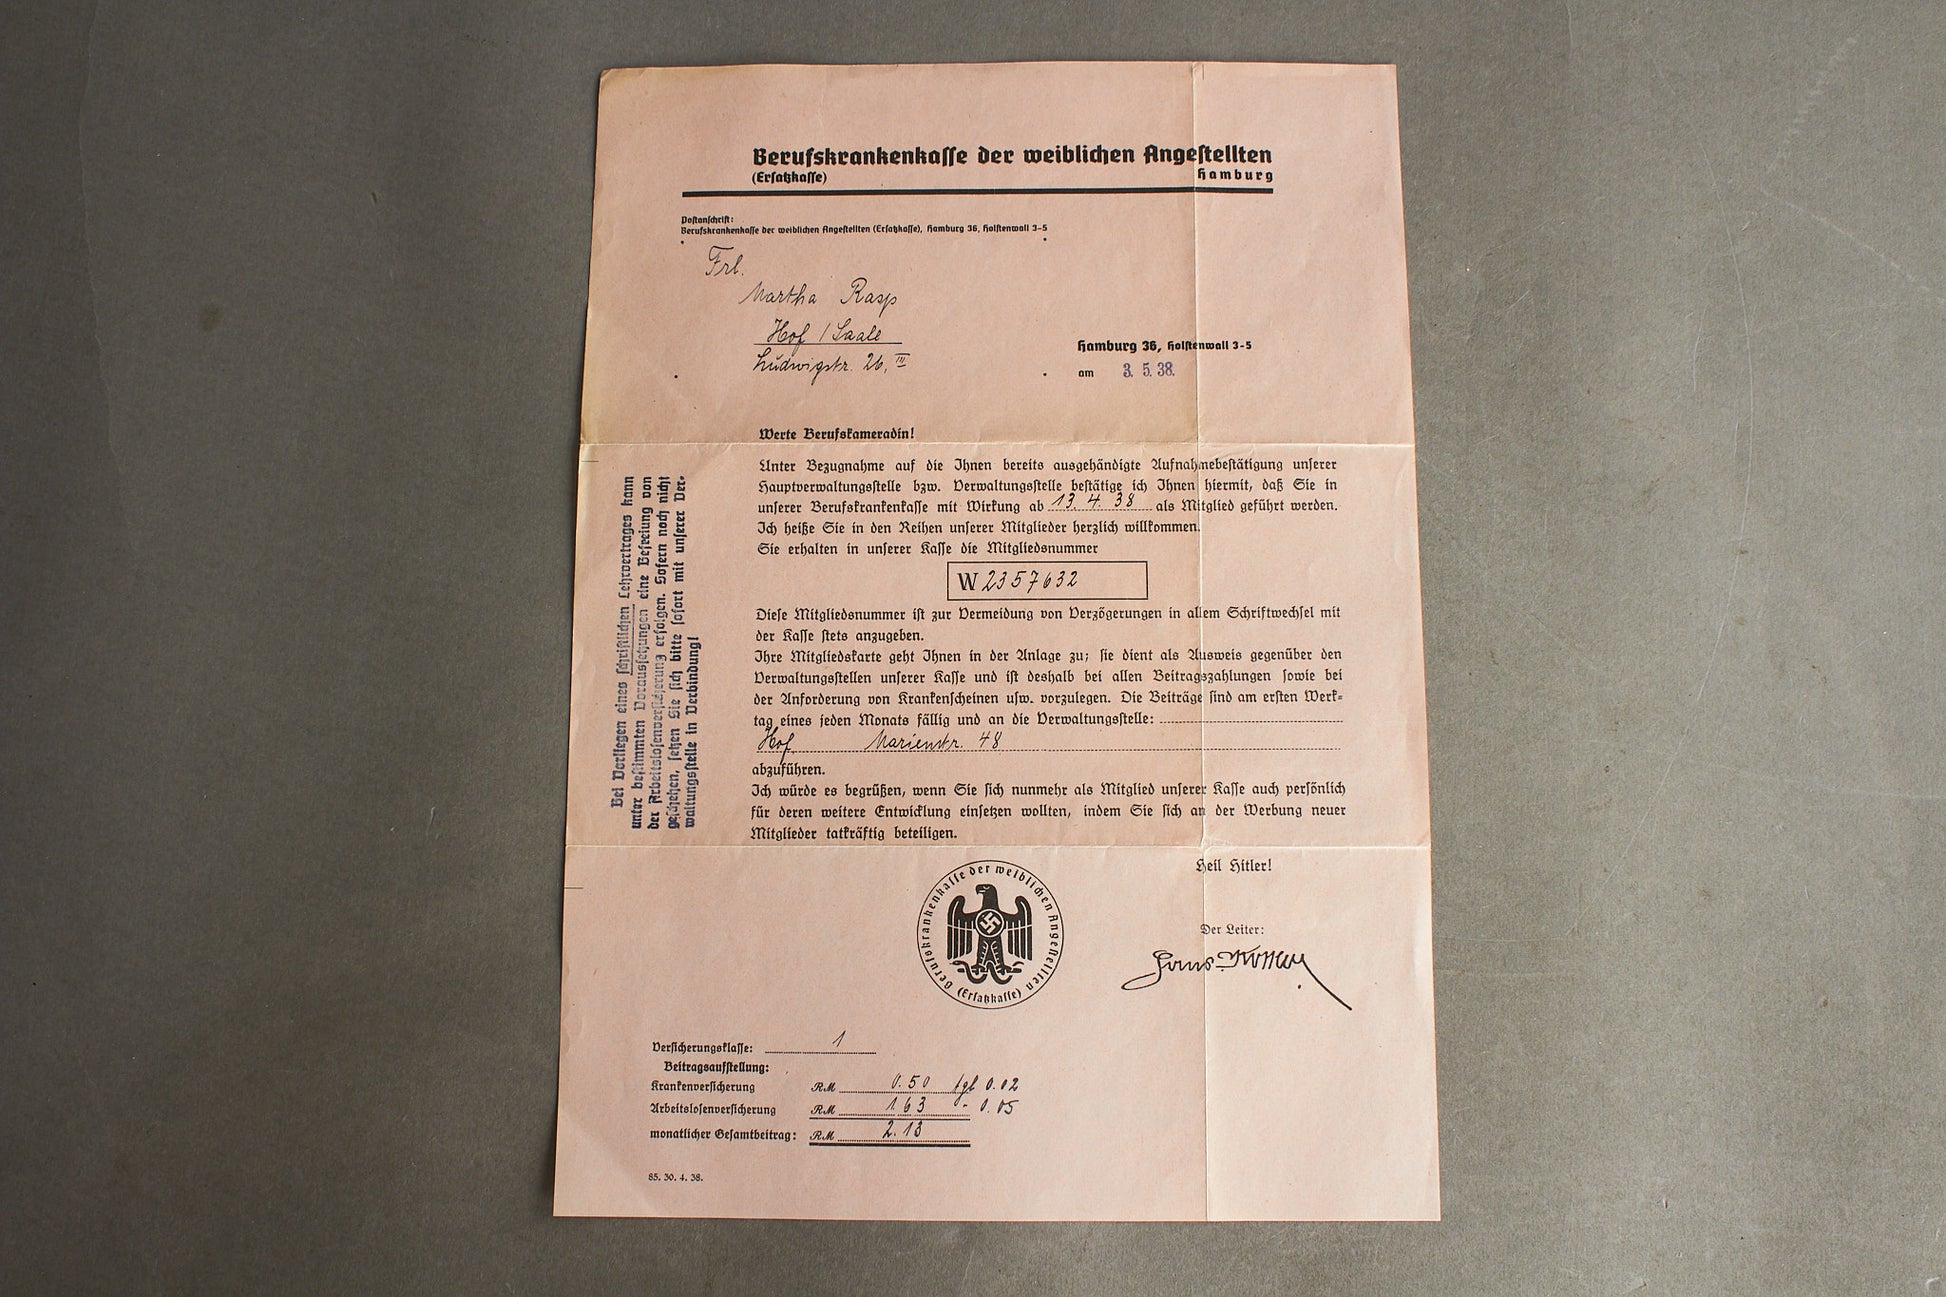 Berufskrankenkasse der weiblichen Angestellten
(Ersatzkasse) Hamburg
Postanschrift:
Berufskrankenkasse der weiblichen Angestellten (Ersatzkasse), Hamburg 36, Holstenwall 3-5
Frl.
Martha Rasp
Hof / Saale
Ludwigstr. 26, III
Hamburg 36, Holstenwall 3-5
am 3. 5. 38.
Werte Berufskameradin!
Unter Bezugnahme auf die Ihnen bereits ausgehändigte Aufnahmebestätigung unserer
Hauptverwaltungsstelle bzw. Verwaltungsstelle bestätige ich Ihnen hiermit, daß Sie in
unserer Berufskrankenkasse mit Wirkung ab 13. 4. 38 als Mitglied geführt werden.
Ich heiße Sie in den Reihen unserer Mitglieder herzlich willkommen.
Sie erhalten in unserer Kasse die Mitgliedsnummer
W 2357632
Diese Mitgliedsnummer ist zur Vermeidung von Verzögerungen in allem Schriftwechsel mit
der Kasse stets anzugeben.
Ihre Mitgliedskarte geht Ihnen in der Anlage zu; sie dient als Ausweis gegenüber den
Verwaltungsstellen unserer Kasse und ist deshalb bei allen Beitragszahlungen sowie bei
der Anforderung von Krankenscheinen usw. vorzulegen. Die Beiträge sind am ersten Werk-
tag eines jeden Monats fällig und an die Verwaltungsstelle:
Hof Marienstr. 48
abzuführen.
Ich würde es begrüßen, wenn Sie sich nunmehr als Mitglied unserer Kasse auch persönlich
für deren weitere Entwicklung einsetzen wollten, indem Sie sich an der Werbung neuer
Mitglieder tatkräftig beteiligen.
Bei Vorliegen eines schriftlichen Lehrvertrages kann
unter bestimmten Voraussetzungen eine Befreiung von
der Arbeitslosenversicherung erfolgen. Sofern noch nicht
geschehen, setzen Sie sich bitte sofort mit unserer Ver-
waltungsstelle in Verbindung!
Heil Hitler!
Der Leiter:
Berufskrankenkasse der weiblichen Angestellten
(Ersatzkasse)
Versicherungsklasse: 1
Beitragsaufstellung:
Krankenversicherung RM 0.50 tgl 0.02
Arbeitslosenversicherung RM 1.63 " 0.05
monatlicher Gesamtbeitrag: RM 2.13
85. 30. 4. 38.